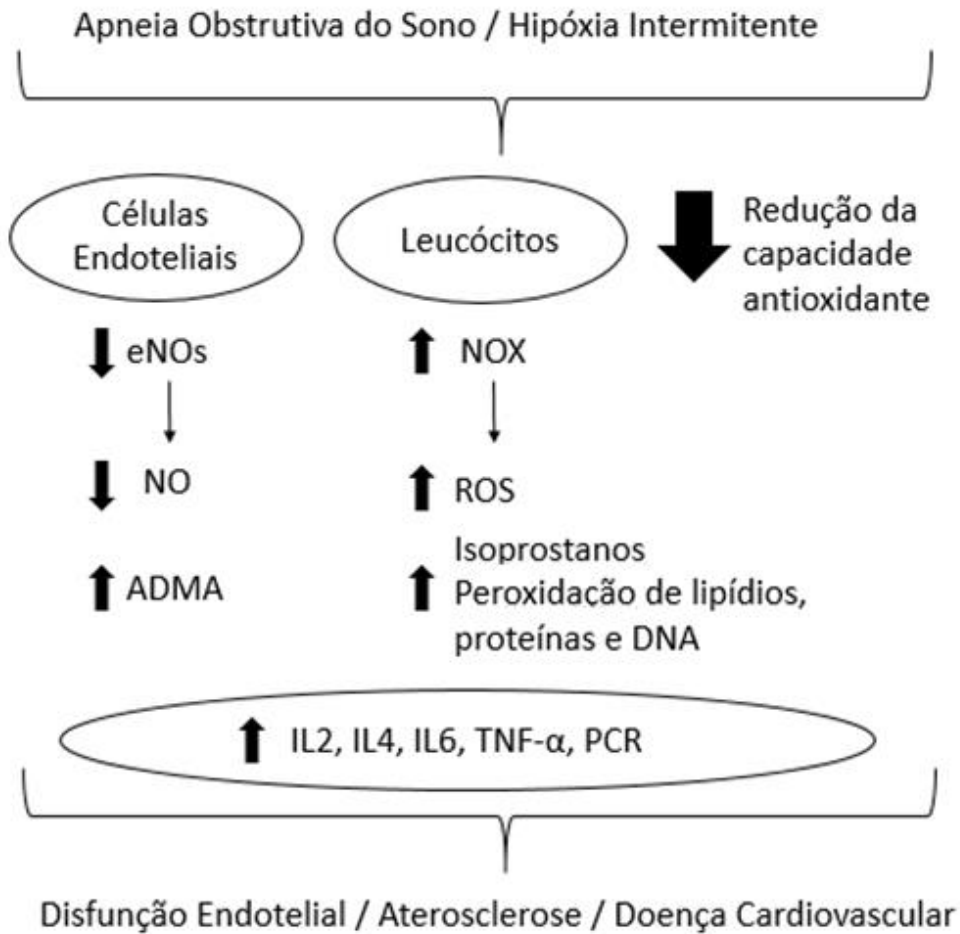 Apneia Obstrutiva do Sono / Hipóxia Intermitente
Células
Endoteliais
Leucócitos
Redução da
capacidade
antioxidante
eNOs
NOX
NO
ROS
ADMA
Isoprostanos
Peroxidação de lipídios,
proteínas e DNA
IL2, IL4, IL6, TNF-α, PCR
Disfunção Endotelial / Aterosclerose / Doença Cardiovascular